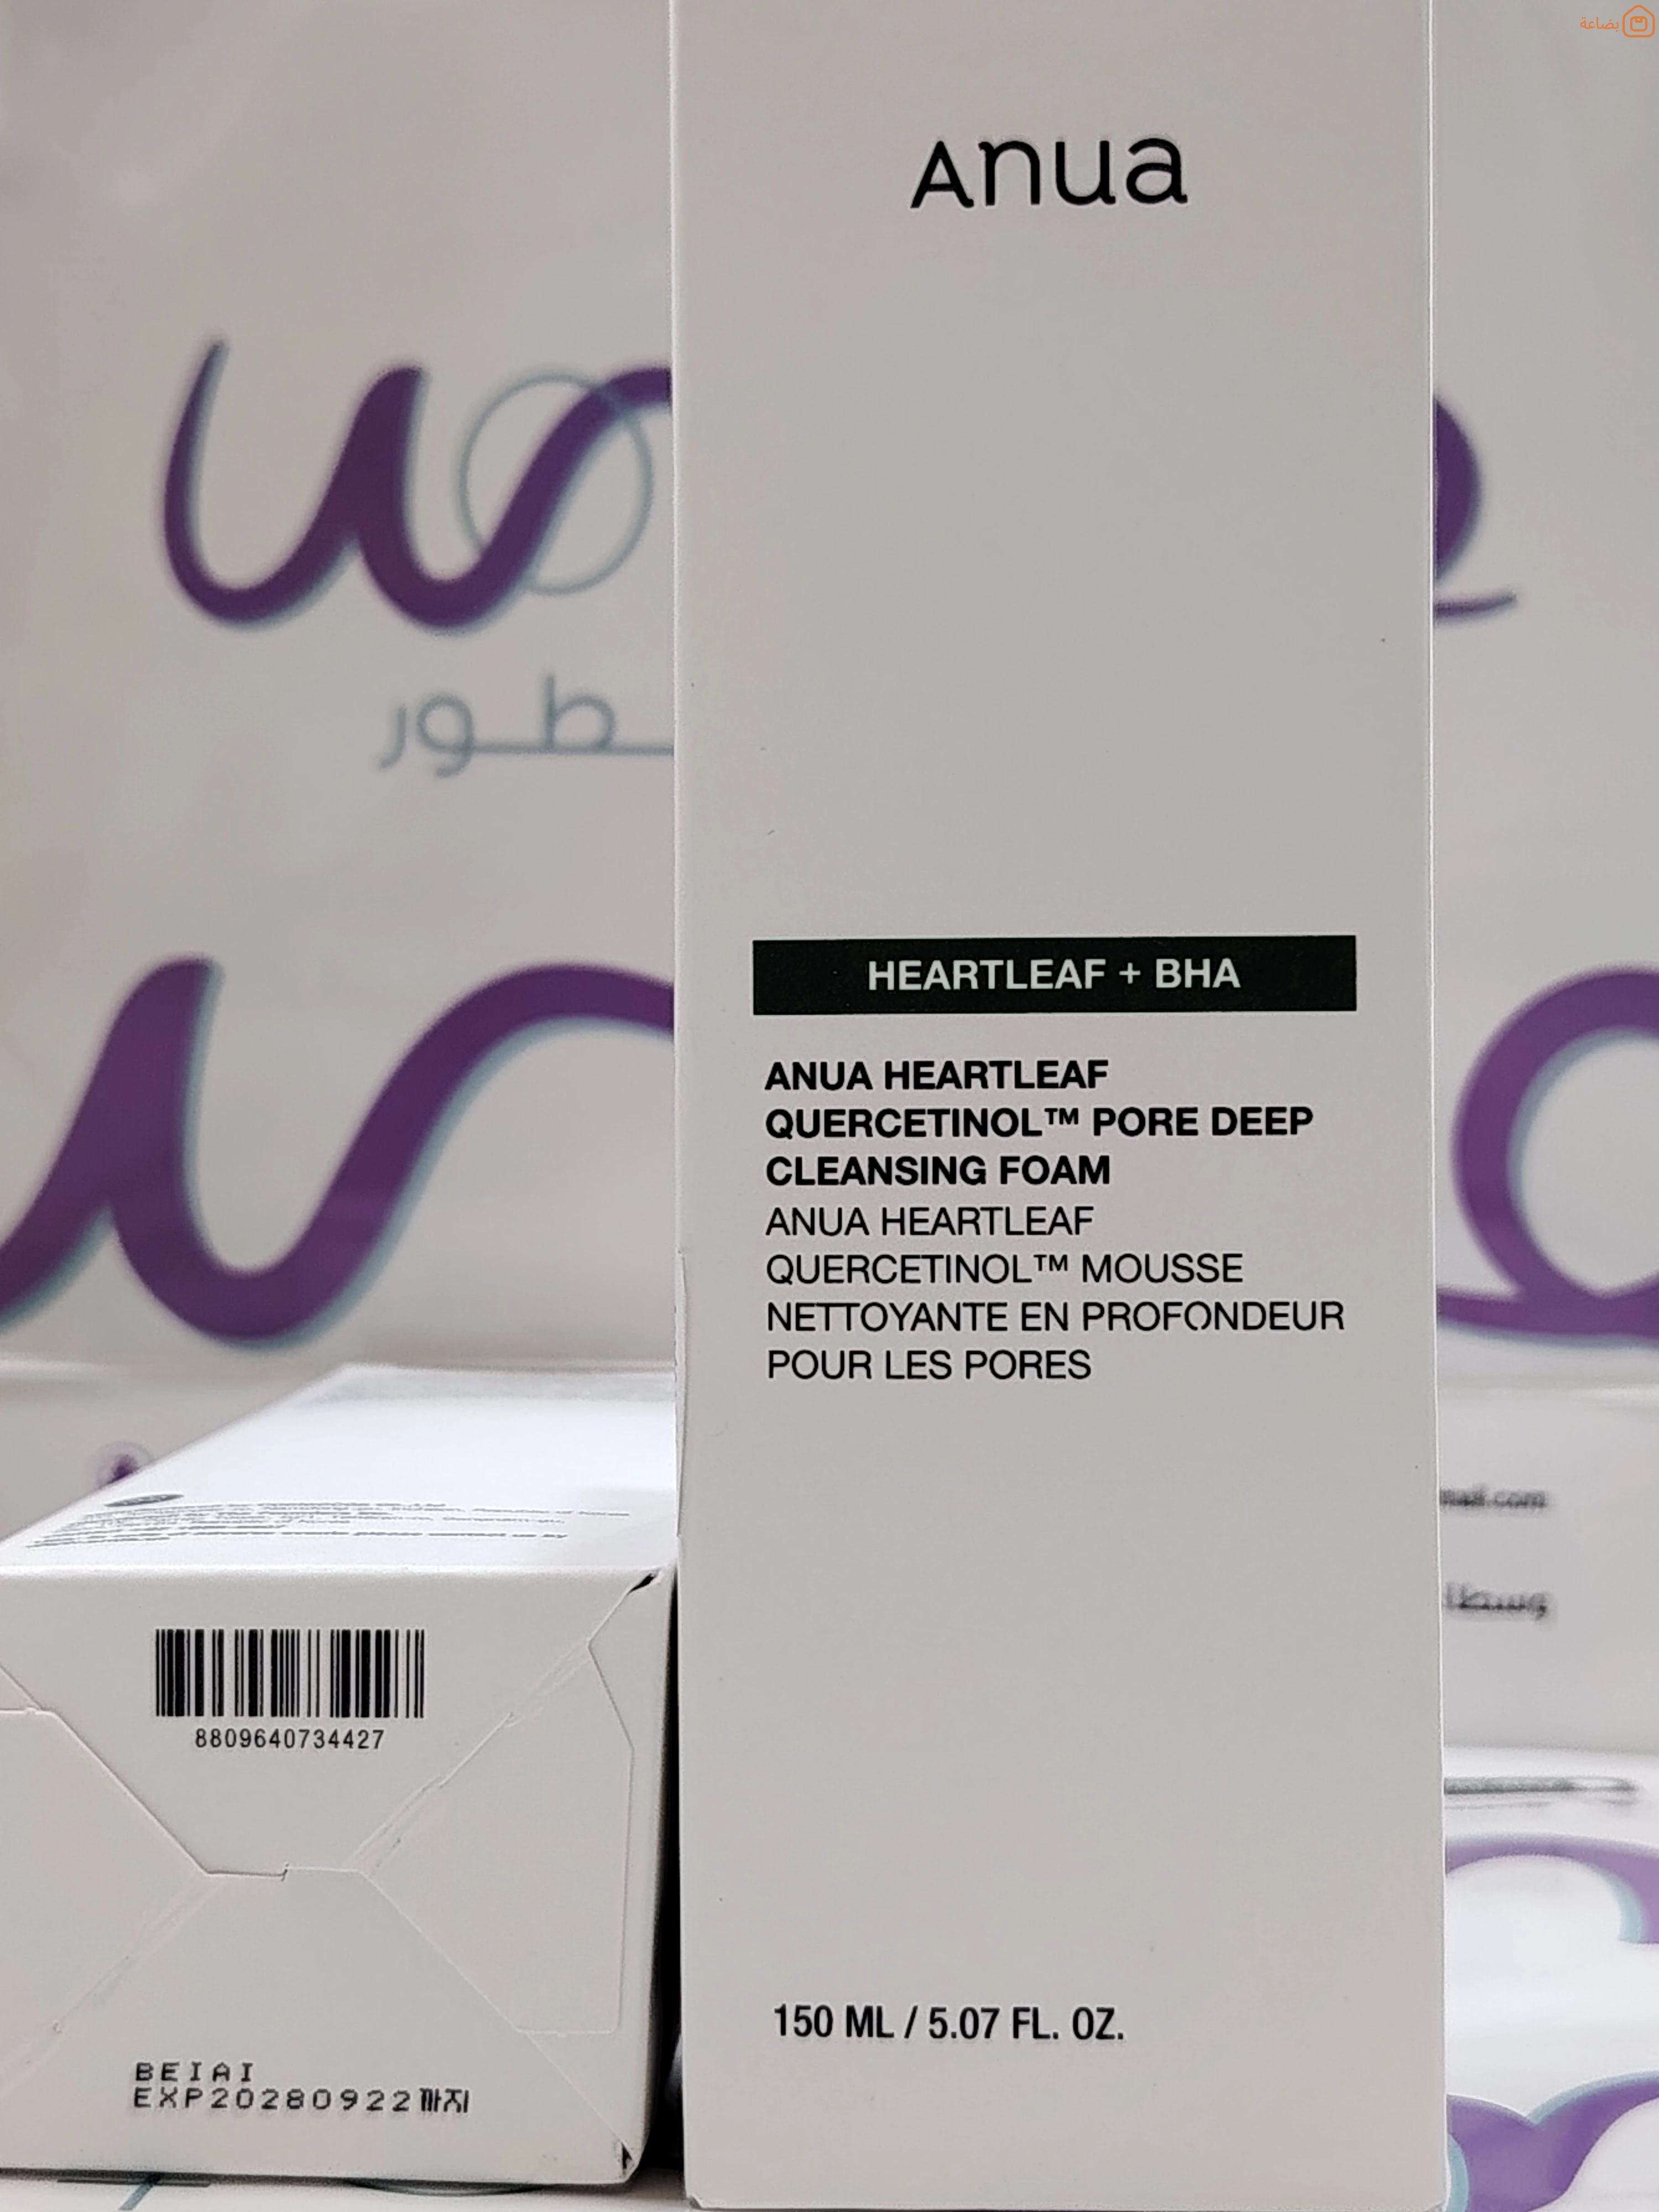 بضاعة
Anua
طور
HEARTLEAF + BHA
ANUA HEARTLEAF
QUERCETINOL™ PORE DEEP
CLEANSING FOAM
ANUA HEARTLEAF
QUERCETINOL™ MOUSSE
NETTOYANTE EN PROFONDEUR
POUR LES PORES
8809640734427
150 ML / 5.07 FL. OZ.
BEIAI
EXP20280922까지